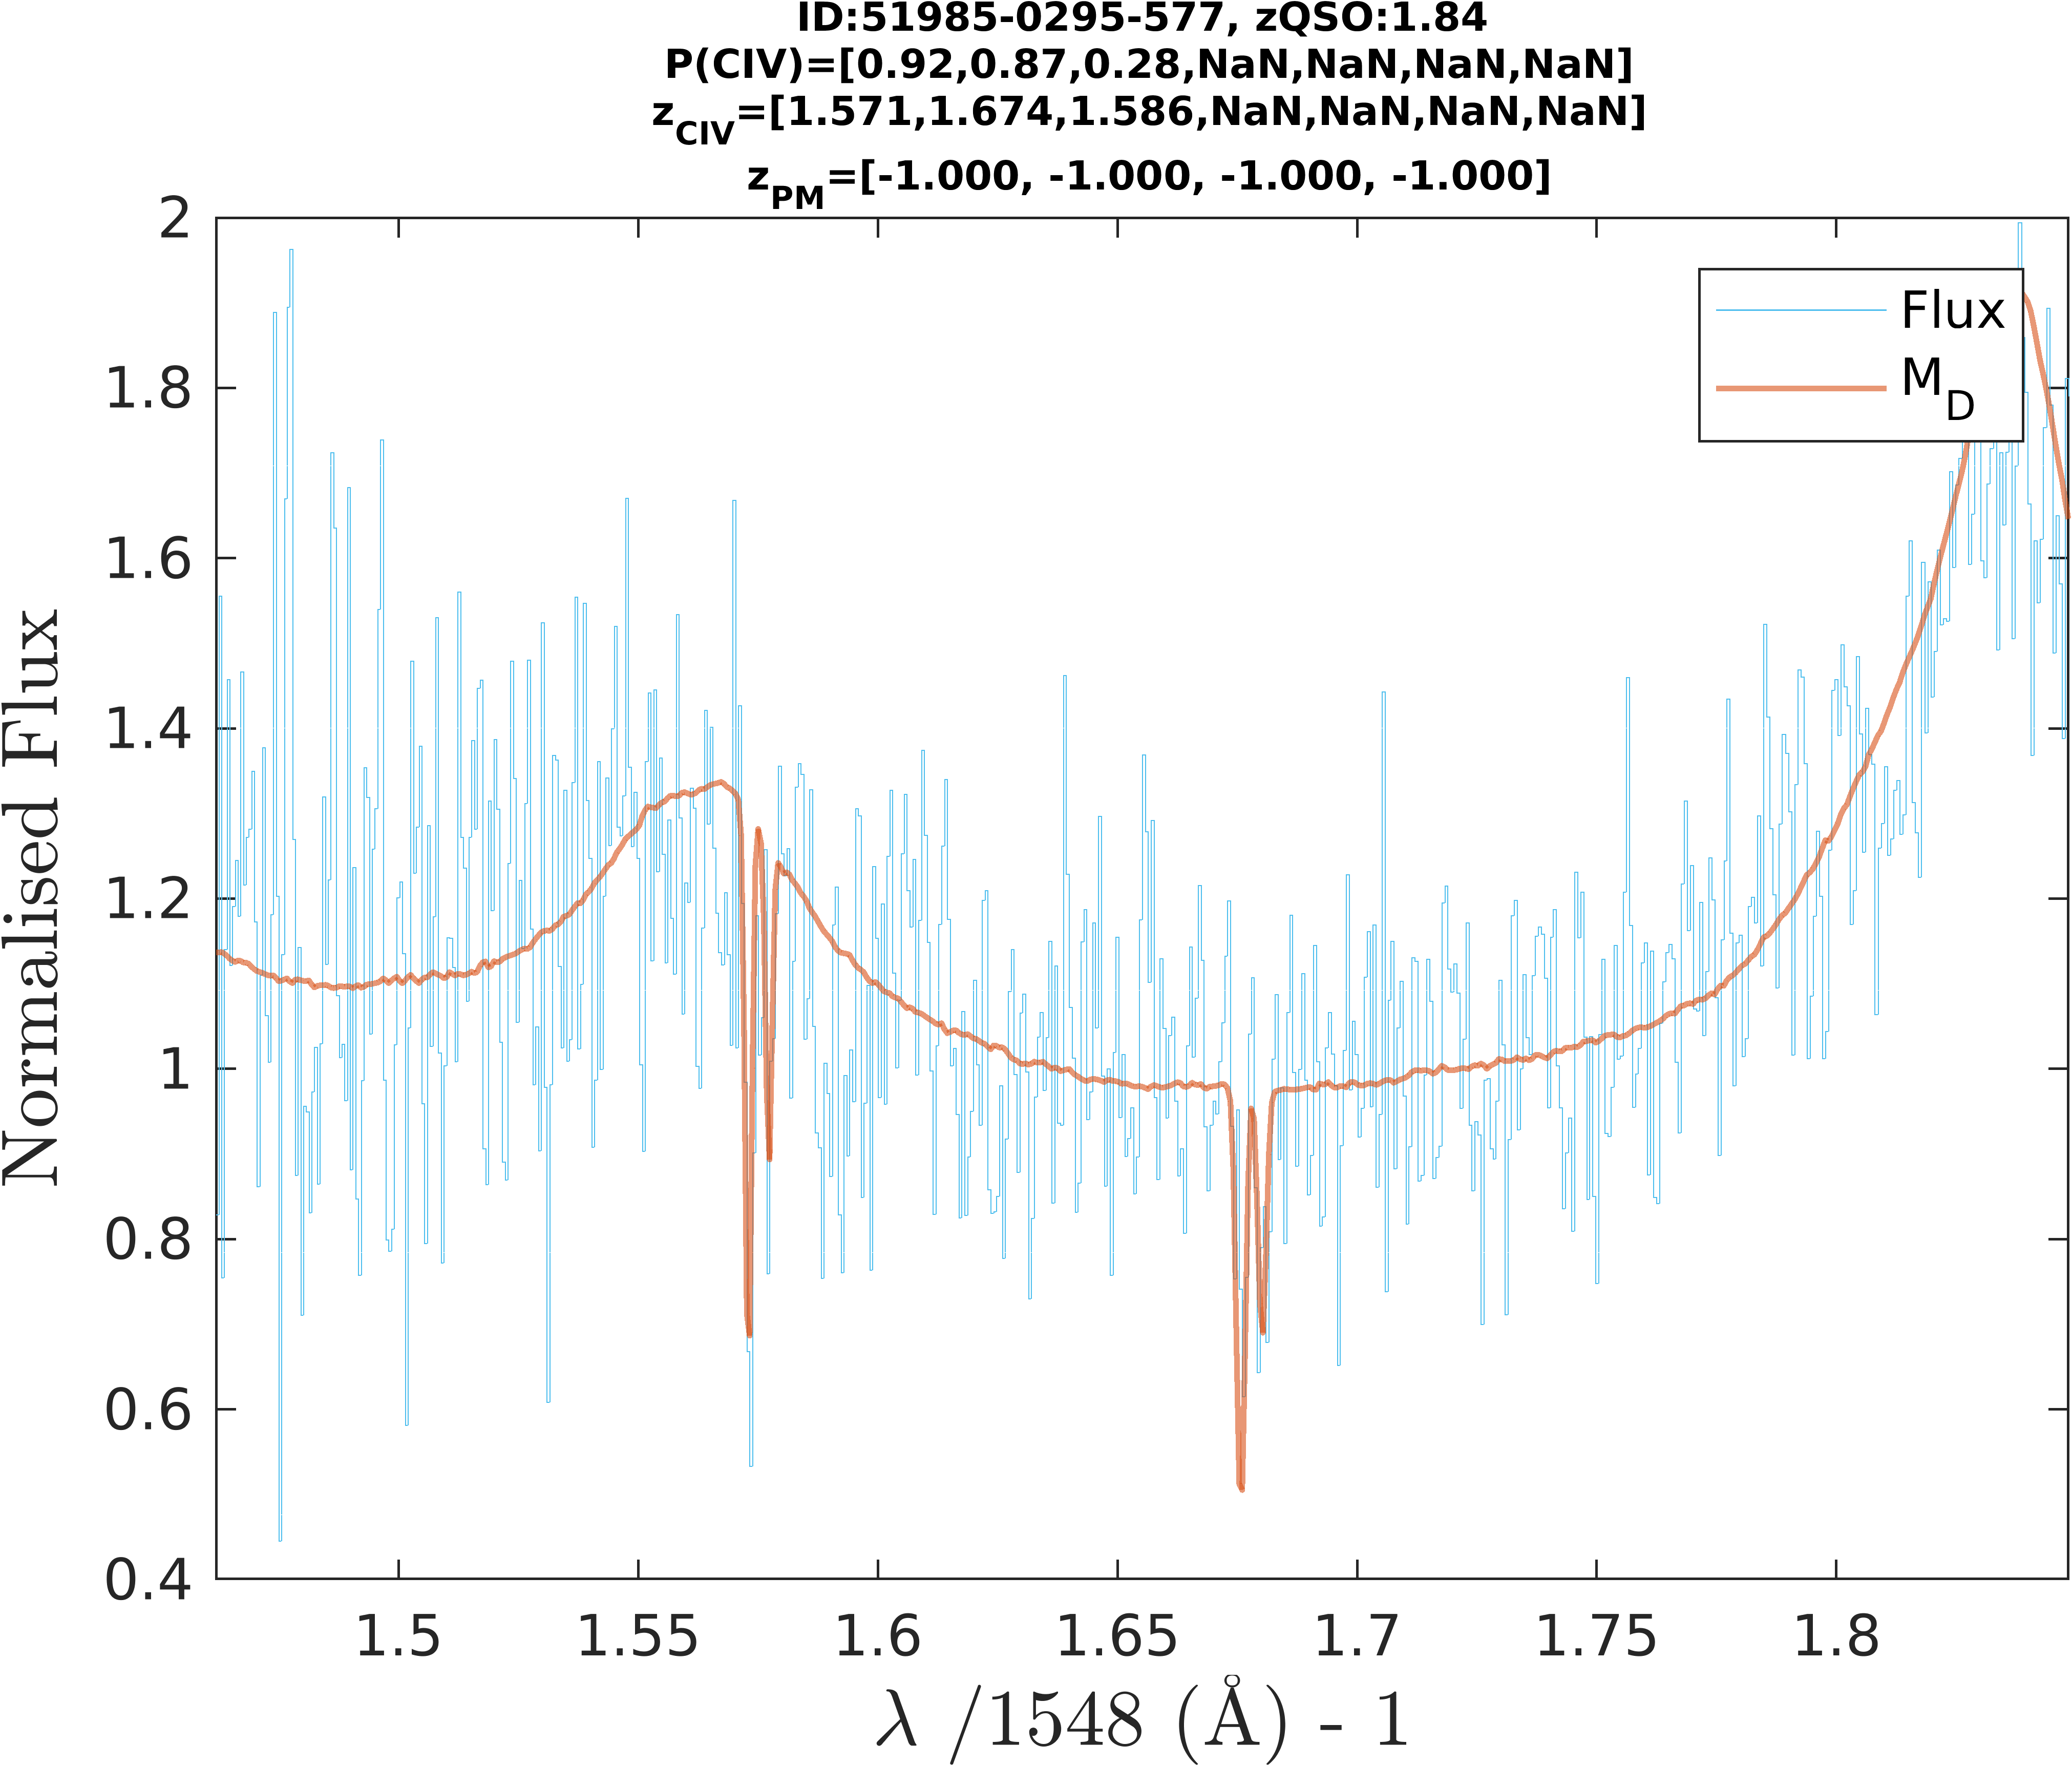 ID:51985-0295-577, zQSO:1.84
P(CIV)=[0.92,0.87,0.28,NaN,NaN,NaN,NaN]
zCIV=[1.571,1.674,1.586,NaN,NaN,NaN,NaN]
zPM=[-1.000, -1.000, -1.000, -1.000]
2
1.8
1.6
1.4
1.2
1
0.8
0.6
0.4
Normalised Flux
Flux
MD
1.5
1.55
1.6
1.65
1.7
1.75
1.8
λ /1548 (Å) - 1